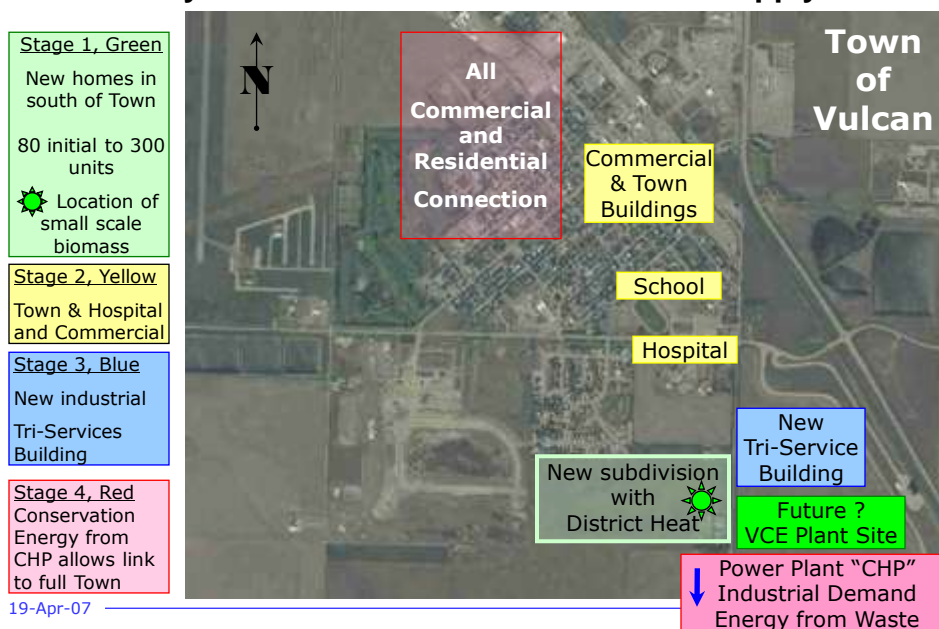 Stage 1, Green
New homes in
south of Town
80 initial to 300
units
Location of
small scale
biomass
Stage 2, Yellow
Town & Hospital
and Commercial
Stage 3, Blue
New industrial
Tri-Services
Building
Stage 4, Red
Conservation
Energy from
CHP allows link
to full Town
19-Apr-07
N
All
Commercial
and
Residential
Connection
Town
of
Vulcan
Commercial
& Town
Buildings
School
Hospital
New
Tri-Service
Building
New subdivision
with
District Heat
Future ?
VCE Plant Site
Power Plant “CHP”
Industrial Demand
Energy from Waste